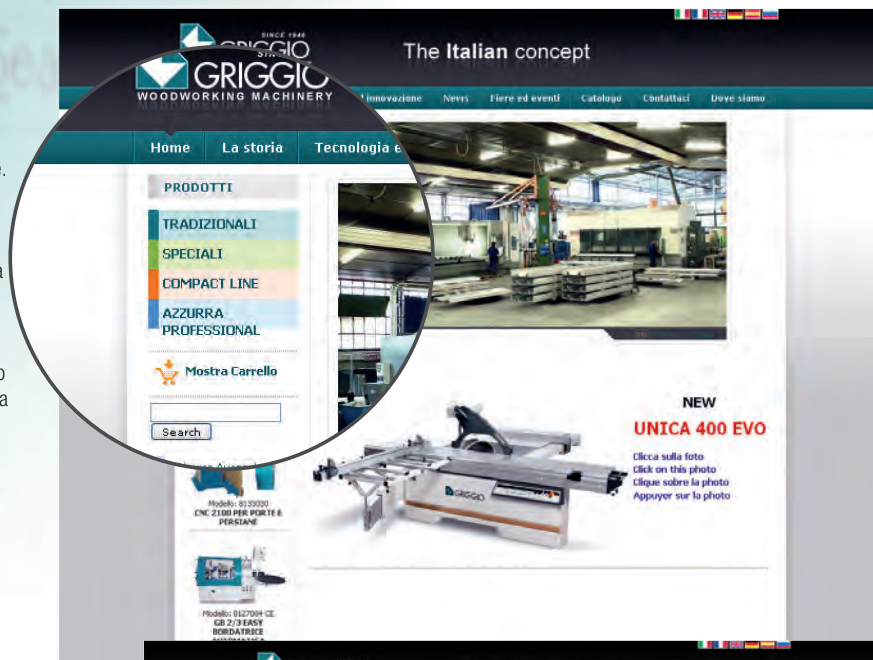 SINCE 1946
GRIGGIO
GRIGGIO
WOODWORKING MACHINERY
The Italian concept
innovazione News Fiere ed eventi Catalogo Contattaci Dove siamo
Home La storia Tecnologia e
PRODOTTI
TRADIZIONALI
SPECIALI
COMPACT LINE
AZZURRA
PROFESSIONAL
Mostra Carrello
Search
NEW
UNICA 400 EVO
Clicca sulla foto
Click on this photo
Clique sobre la photo
Appuyer sur la photo
GRIGGIO
Modello: 8133030
CNC 2100 PER PORTE E
PERSIANE
Modello: 8127004 CE
GB 2/3 EASY
BORDATRICE
e.
a
o
a